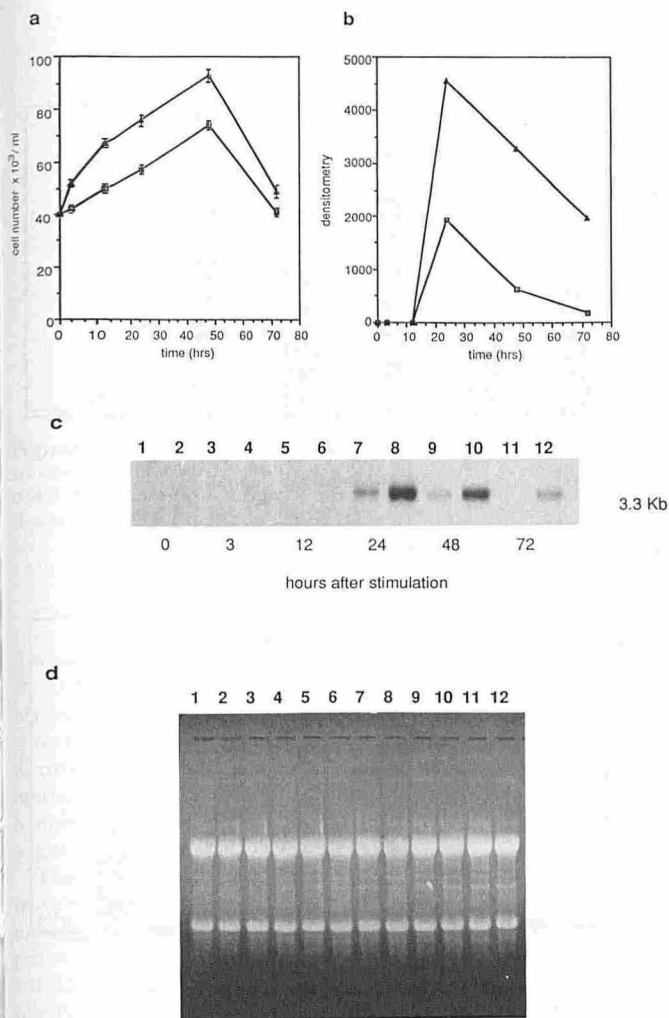 a
b
100
80
60
40
20
0
cell number x 10³/ ml
0 10 20 30 40 50 60 70 80
time (hrs)
5000
4000
3000
2000
1000
0
densitometry
0 10 20 30 40 50 60 70 80
time (hrs)
c
1 2 3 4 5 6 7 8 9 10 11 12
3.3 Kb
0 3 12 24 48 72
hours after stimulation
d
1 2 3 4 5 6 7 8 9 10 11 12